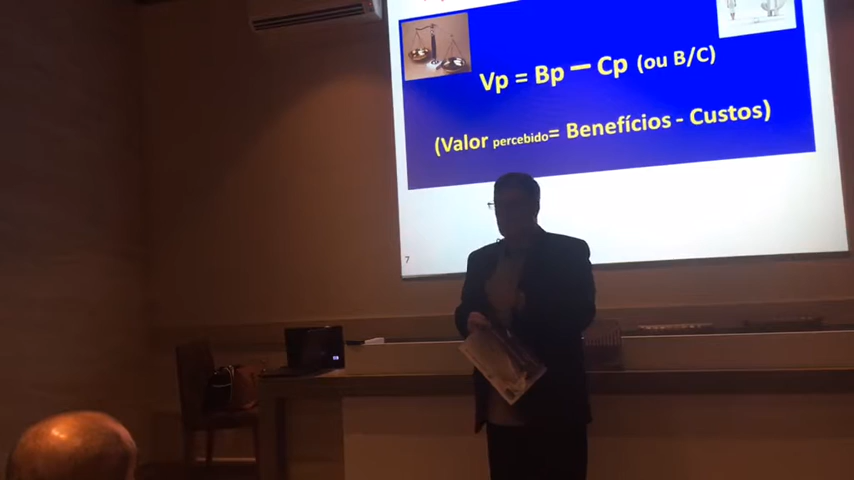 Vp = Bp – Cp (ou B/C)
(Valor percebido= Benefícios - Custos)
7